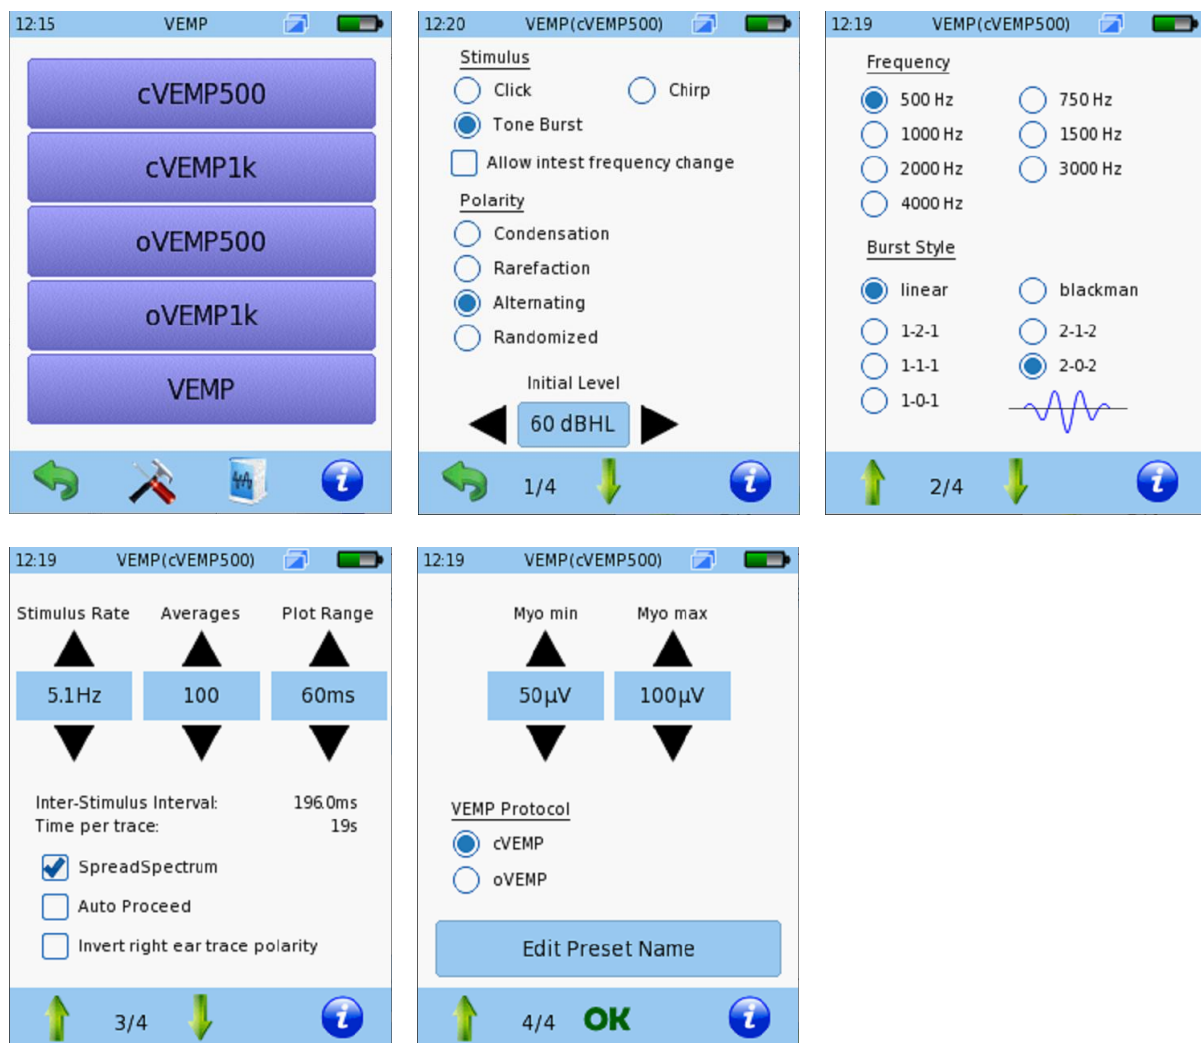 12:15 VEMP
cVEMP500
cVEMP1k
oVEMP500
oVEMP1k
VEMP
12:20 VEMP(cVEMP500)
Stimulus
Click Chirp
Tone Burst
Allow intest frequency change
Polarity
Condensation
Rarefaction
Alternating
Randomized
Initial Level
60 dBHL
1/4
12:19 VEMP(cVEMP500)
Frequency
500 Hz 750 Hz
1000 Hz 1500 Hz
2000 Hz 3000 Hz
4000 Hz
Burst Style
linear blackman
1-2-1 2-1-2
1-1-1 2-0-2
1-0-1
2/4
12:19 VEMP(cVEMP500)
Stimulus Rate Averages Plot Range
5.1Hz 100 60ms
Inter-Stimulus Interval: 196.0ms
Time per trace: 19s
SpreadSpectrum
Auto Proceed
Invert right ear trace polarity
3/4
12:19 VEMP(cVEMP500)
Myo min Myo max
50µV 100µV
VEMP Protocol
cVEMP
oVEMP
Edit Preset Name
4/4 OK